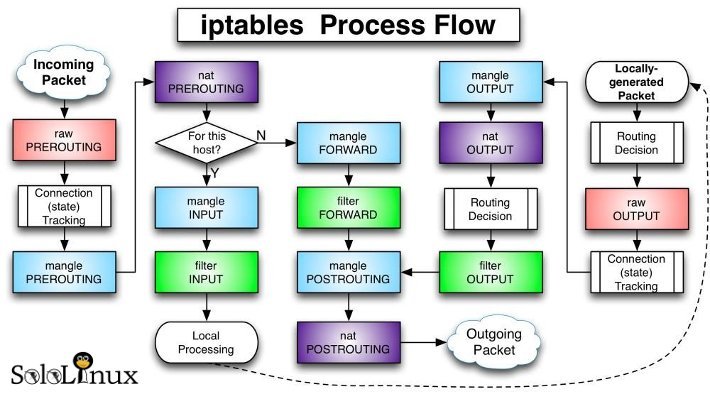 iptables Process Flow
Incoming
Packet
raw
PREROUTING
Connection
(state)
Tracking
mangle
PREROUTING
nat
PREROUTING
For this
host?
N
Y
mangle
INPUT
filter
INPUT
Local
Processing
mangle
FORWARD
filter
FORWARD
mangle
POSTROUTING
nat
POSTROUTING
mangle
OUTPUT
nat
OUTPUT
Routing
Decision
filter
OUTPUT
Outgoing
Packet
Locally-
generated
Packet
Routing
Decision
raw
OUTPUT
Connection
(state)
Tracking
SoloLinux